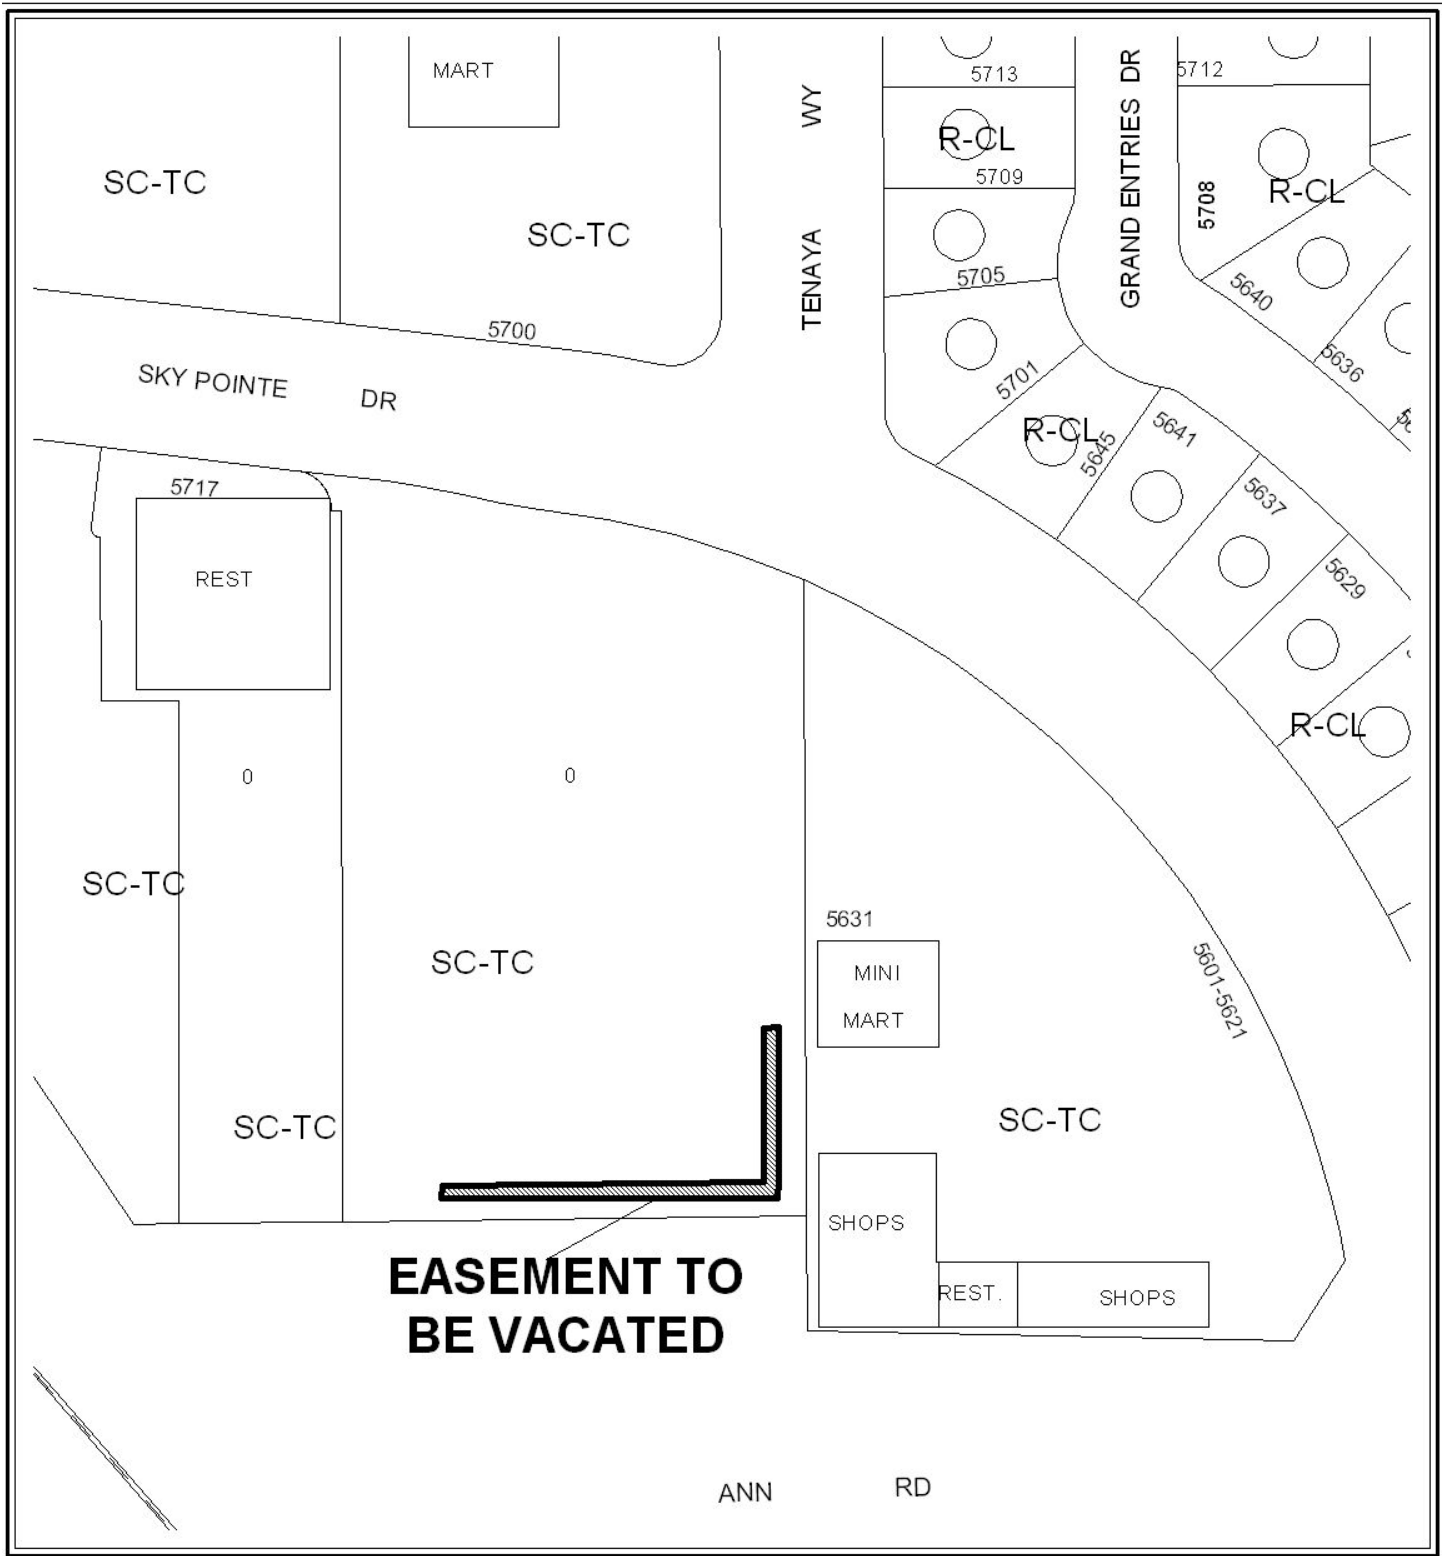 MART
5713
GRAND ENTRIES DR
5712
TENAYA WY
R-CL
5709
SC-TC
SC-TC
5708
R-CL
5705
5640
5700
5636
SKY POINTE DR
5701
R-CL
5645
5641
5717
5637
REST
5629
R-CL
0
0
SC-TC
5631
SC-TC
MINI
MART
5601-5621
SC-TC
SC-TC
SHOPS
EASEMENT TO
BE VACATED
REST.
SHOPS
ANN RD